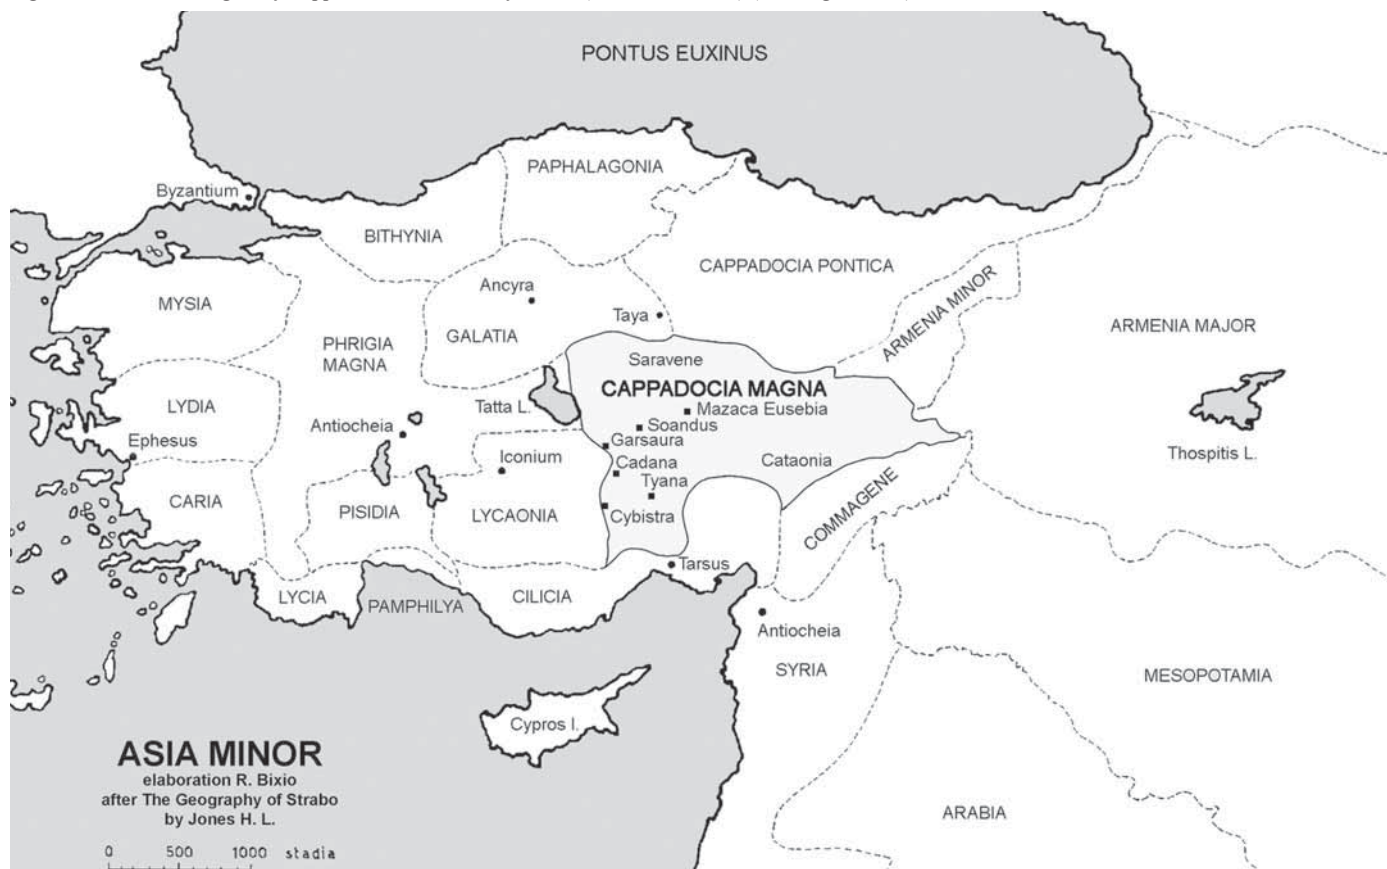 PONTUS EUXINUS
PAPHALAGONIA
Byzantium
BITHYNIA
CAPPADOCIA PONTICA
ARMENIA MINOR
ARMENIA MAJOR
MYSIA
Ancyra
Taya
GALATIA
PHRIGIA
MAGNA
Saravene
CAPPADOCIA MAGNA
Tatta L.
Mazaca Eusebia
LYDIA
Antiocheia
Soandus
Ephesus
Garsaura
Iconium
Cadana
Cataonia
Thospitis L.
Tyana
CARIA
PISIDIA
LYCAONIA
Cybistra
COMMAGENE
Tarsus
LYCIA
PAMPHILYA
CILICIA
Antiocheia
SYRIA
MESOPOTAMIA
Cypros I.
ARABIA
ASIA MINOR
elaboration R. Bixio
after The Geography of Strabo
by Jones H. L.
0 500 1000 stadia